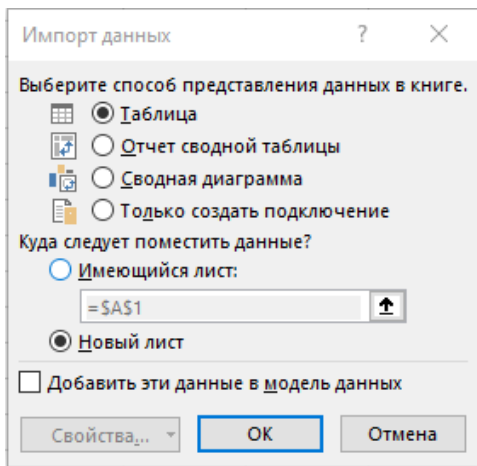 Импорт данных ?
Выберите способ представления данных в книге.
Таблица
Отчет сводной таблицы
Сводная диаграмма
Только создать подключение
Куда следует поместить данные?
Имеющийся лист:
=$A$1
Новый лист
Добавить эти данные в модель данных
Свойства... ОК Отмена